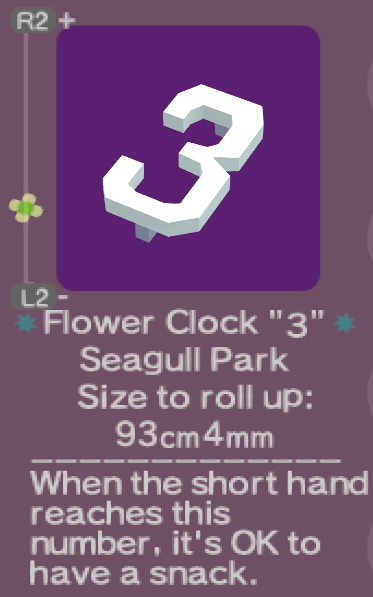 R2 +
3
L2 -
Flower Clock "3"
Seagull Park
Size to roll up:
93cm4mm
When the short hand
reaches this
number, it's OK to
have a snack.